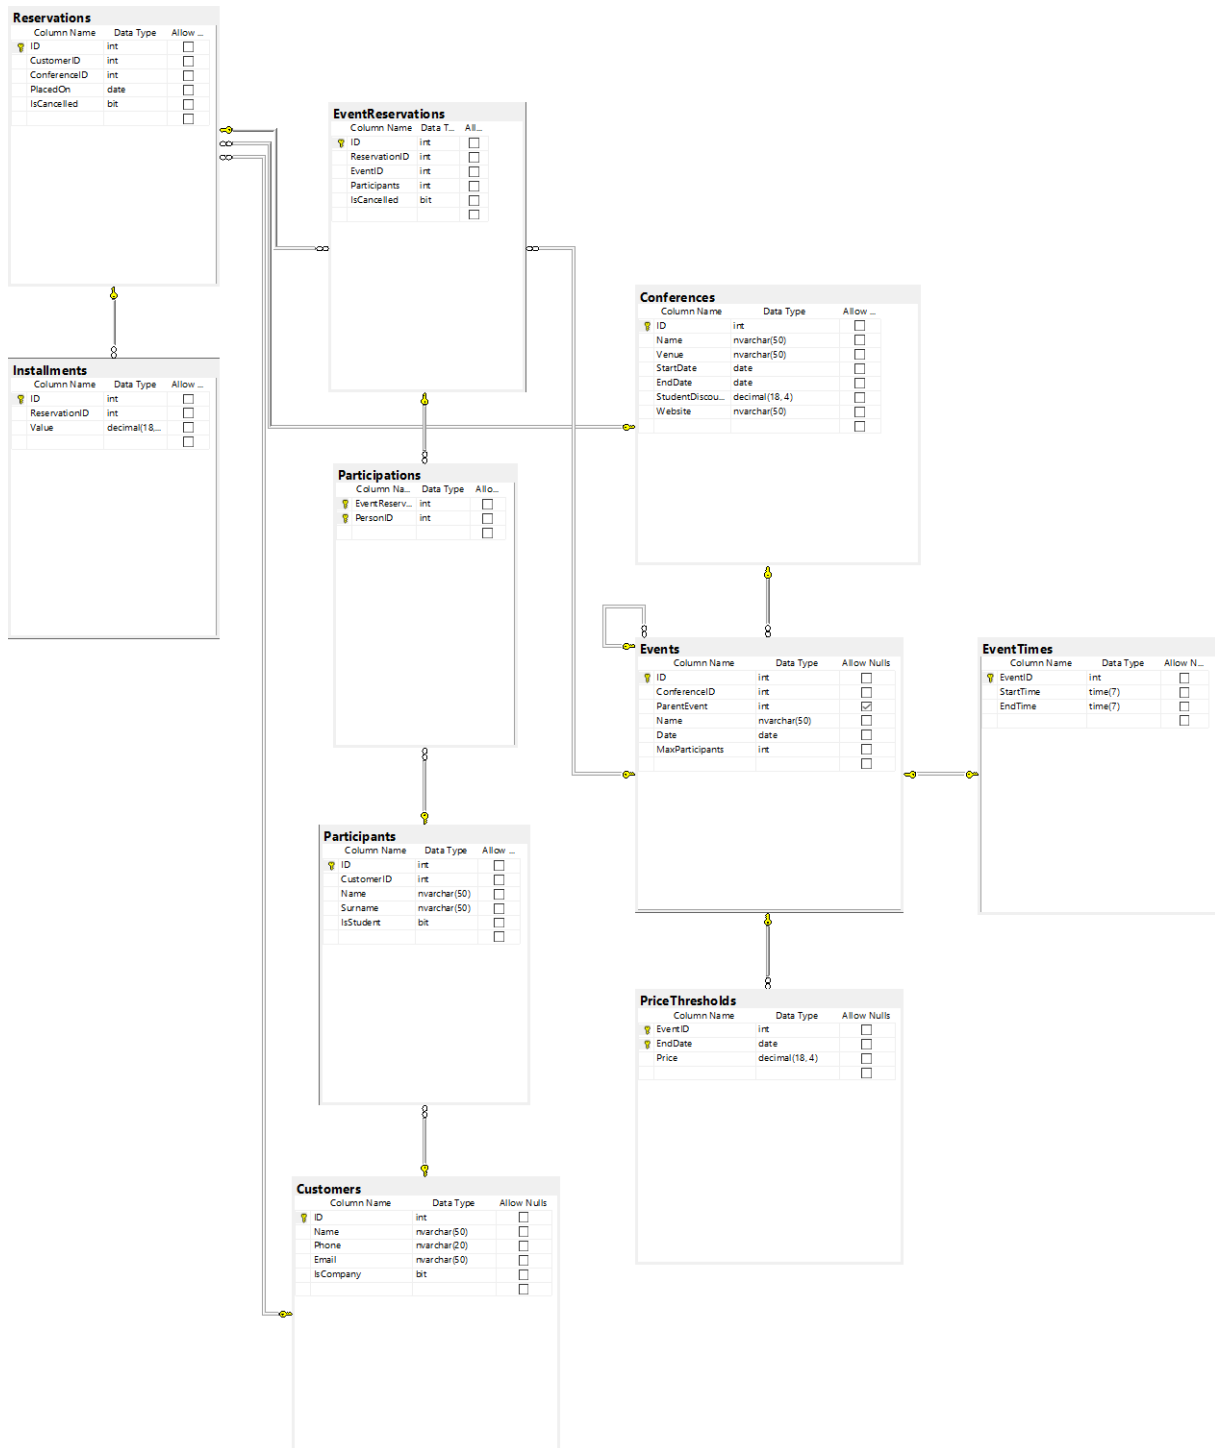 Reservations
Column Name Data Type Allow ...
ID int
CustomerID int
ConferenceID int
PlacedOn date
IsCancelled bit
EventReservations
Column Name Data T... All...
ID int
ReservationID int
EventID int
Participants int
IsCancelled bit
Conferences
Column Name Data Type Allow ...
ID int
Name nvarchar(50)
Venue nvarchar(50)
StartDate date
EndDate date
StudentDiscou... decimal(18, 4)
Website nvarchar(50)
Installments
Column Name Data Type Allow ...
ID int
ReservationID int
Value decimal(18,...
Participations
Column Na... Data Type Allo...
EventReserv... int
PersonID int
Events
Column Name Data Type Allow Nulls
ID int
ConferenceID int
ParentEvent int
Name nvarchar(50)
Date date
MaxParticipants int
EventTimes
Column Name Data Type Allow N...
EventID int
StartTime time(7)
EndTime time(7)
Participants
Column Name Data Type Allow ...
ID int
CustomerID int
Name nvarchar(50)
Surname nvarchar(50)
IsStudent bit
PriceThresholds
Column Name Data Type Allow Nulls
EventID int
EndDate date
Price decimal(18, 4)
Customers
Column Name Data Type Allow Nulls
ID int
Name nvarchar(50)
Phone nvarchar(20)
Email nvarchar(50)
IsCompany bit